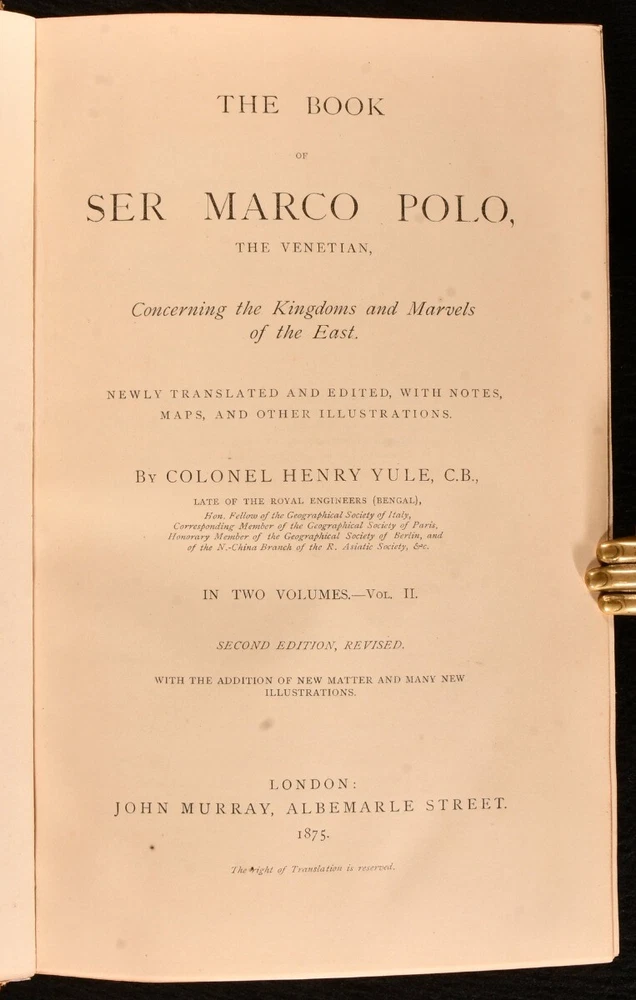 THE BOOK
OF
SER MARCO POLO,
THE VENETIAN,
Concerning the Kingdoms and Marvels
of the East.
NEWLY TRANSLATED AND EDITED, WITH NOTES,
MAPS, AND OTHER ILLUSTRATIONS.
BY COLONEL HENRY YULE, C.B.,
LATE OF THE ROYAL ENGINEERS (BENGAL),
Hon. Fellow of the Geographical Society of Italy,
Corresponding Member of the Geographical Society of Paris,
Honorary Member of the Geographical Society of Berlin, and
of the N.-China Branch of the R. Asiatic Society, &c.
IN TWO VOLUMES.—VOL. II.
SECOND EDITION, REVISED.
WITH THE ADDITION OF NEW MATTER AND MANY NEW
ILLUSTRATIONS.
LONDON:
JOHN MURRAY, ALBEMARLE STREET.
1875.
The right of Translation is reserved.